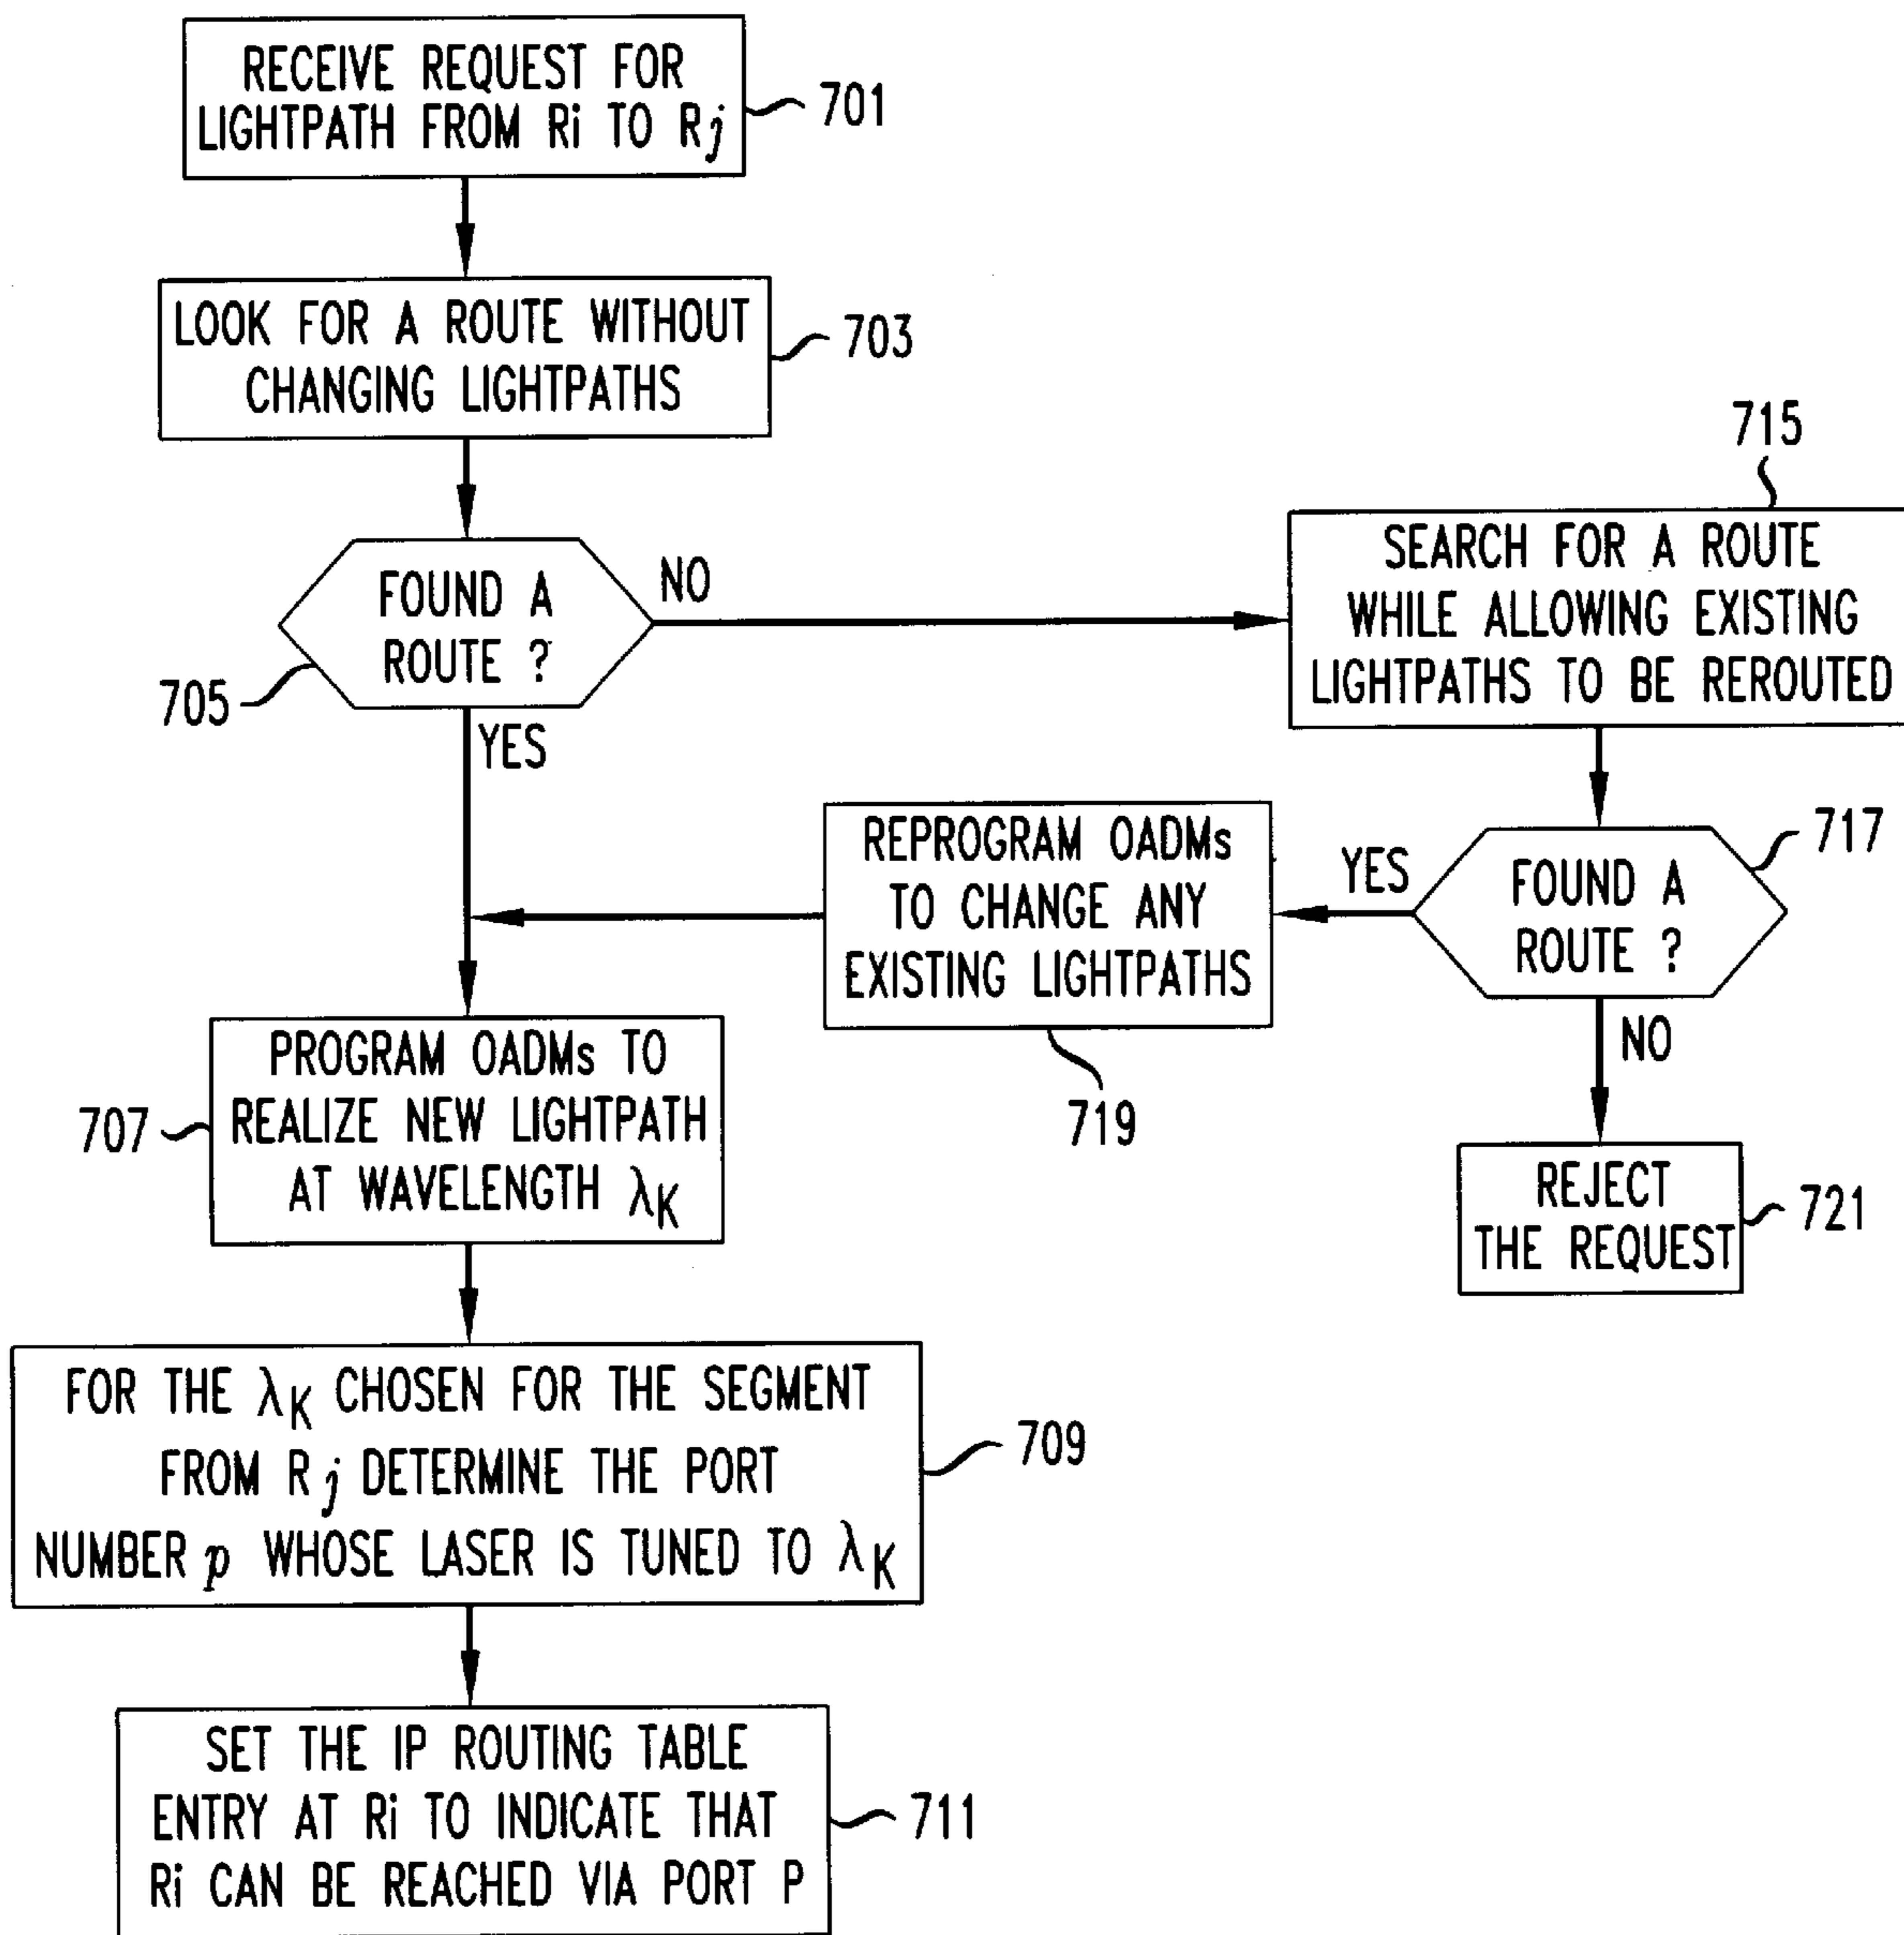 RECEIVE REQUEST FOR
LIGHTPATH FROM Ri TO Rj
701
LOOK FOR A ROUTE WITHOUT
CHANGING LIGHTPATHS
703
FOUND A
ROUTE ?
705
NO
YES
715
SEARCH FOR A ROUTE
WHILE ALLOWING EXISTING
LIGHTPATHS TO BE REROUTED
717
FOUND A
ROUTE ?
YES
NO
REPROGRAM OADMs
TO CHANGE ANY
EXISTING LIGHTPATHS
719
REJECT
THE REQUEST
721
PROGRAM OADMs TO
REALIZE NEW LIGHTPATH
AT WAVELENGTH λK
707
FOR THE λK CHOSEN FOR THE SEGMENT
FROM Rj DETERMINE THE PORT
NUMBER p WHOSE LASER IS TUNED TO λK
709
SET THE IP ROUTING TABLE
ENTRY AT Ri TO INDICATE THAT
Ri CAN BE REACHED VIA PORT P
711